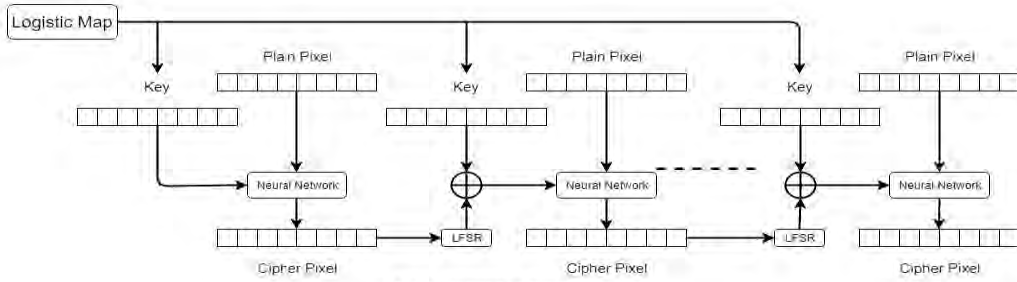 Logistic Map
Plain Pixel
Plain Pixel
Plain Pixel
Key
Key
Key
Neural Network
Neural Network
Neural Network
LFSR
LFSR
Cipher Pixel
Cipher Pixel
Cipher Pixel